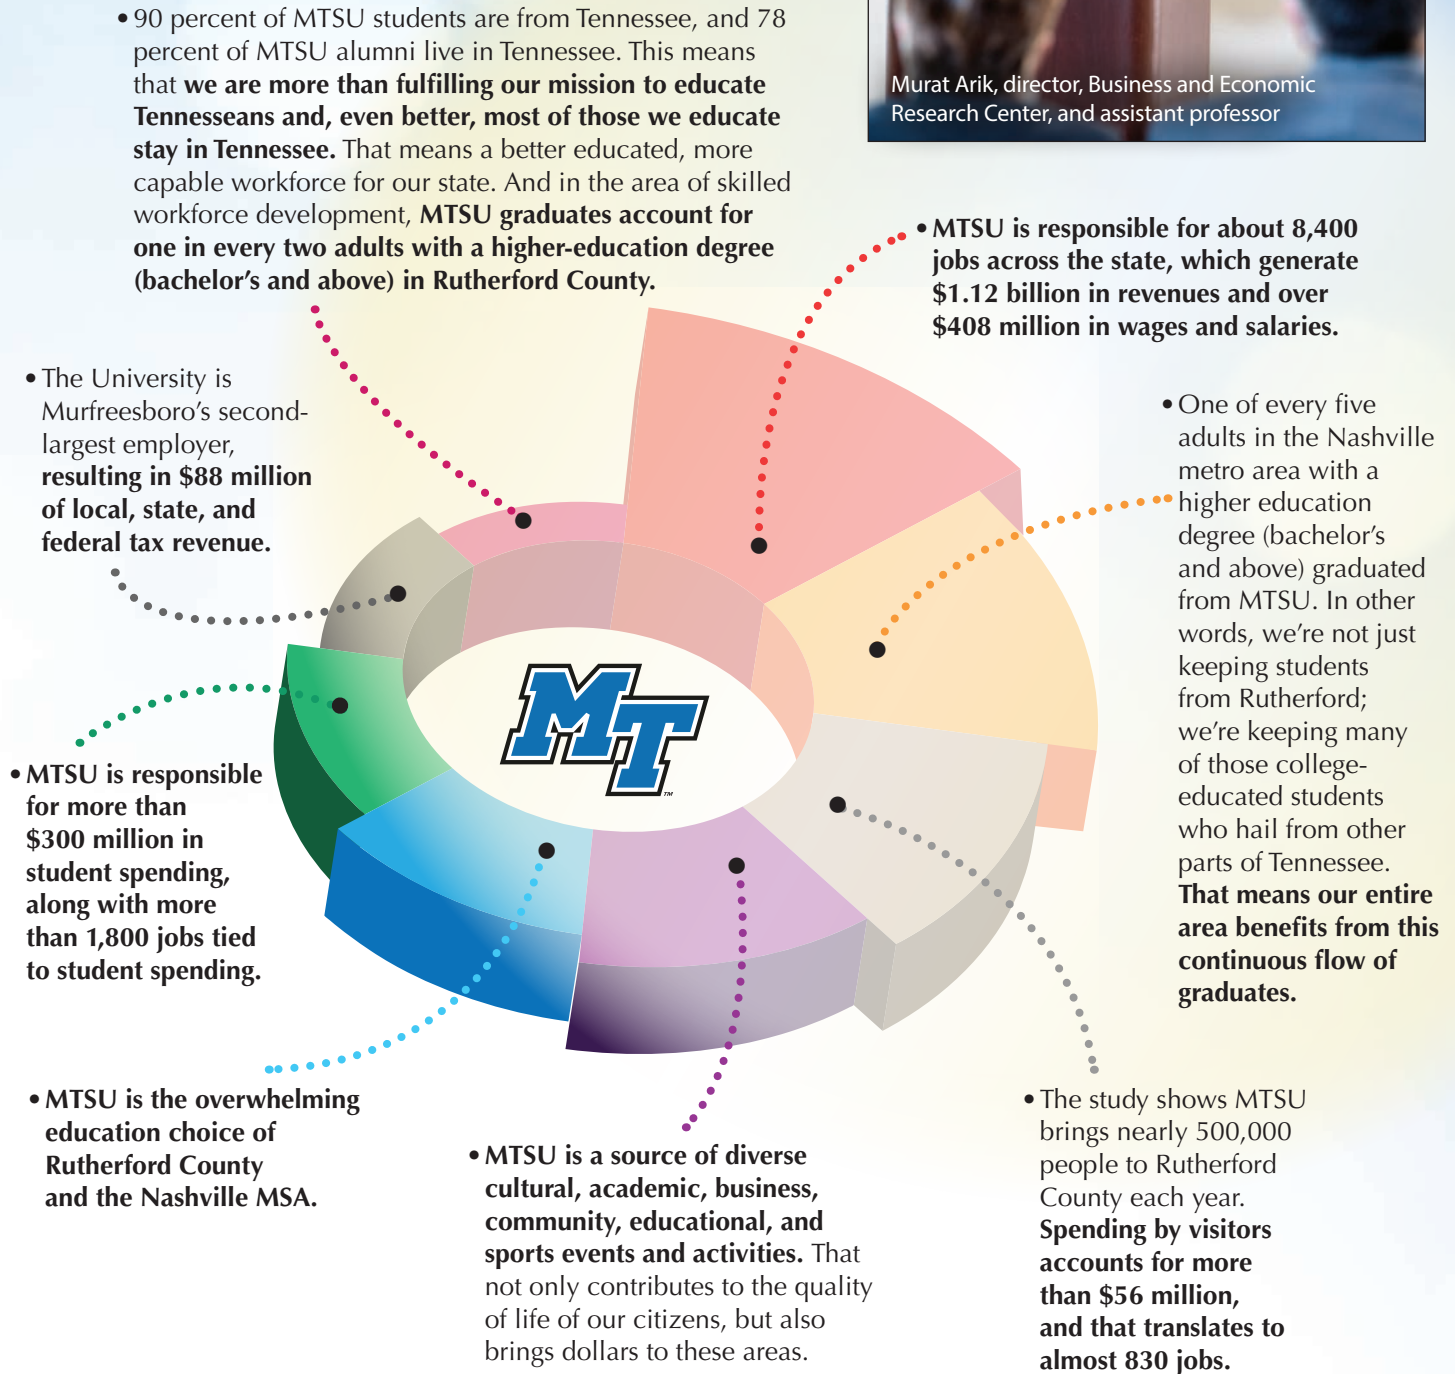 • 90 percent of MTSU students are from Tennessee, and 78
percent of MTSU alumni live in Tennessee. This means
that we are more than fulfilling our mission to educate
Tennesseans and, even better, most of those we educate
stay in Tennessee. That means a better educated, more
capable workforce for our state. And in the area of skilled
workforce development, MTSU graduates account for
one in every two adults with a higher-education degree
(bachelor's and above) in Rutherford County.
Murat Arik, director, Business and Economic
Research Center, and assistant professor
• MTSU is responsible for about 8,400
jobs across the state, which generate
$1.12 billion in revenues and over
$408 million in wages and salaries.
• The University is
Murfreesboro's second-
largest employer,
resulting in $88 million
of local, state, and
federal tax revenue.
• One of every five
adults in the Nashville
metro area with a
higher education
degree (bachelor's
and above) graduated
from MTSU. In other
words, we're not just
keeping students
from Rutherford;
we're keeping many
of those college-
educated students
who hail from other
parts of Tennessee.
That means our entire
area benefits from this
continuous flow of
graduates.
MT
TM
• MTSU is responsible
for more than
$300 million in
student spending,
along with more
than 1,800 jobs tied
to student spending.
• MTSU is the overwhelming
education choice of
Rutherford County
and the Nashville MSA.
• MTSU is a source of diverse
cultural, academic, business,
community, educational, and
sports events and activities. That
not only contributes to the quality
of life of our citizens, but also
brings dollars to these areas.
• The study shows MTSU
brings nearly 500,000
people to Rutherford
County each year.
Spending by visitors
accounts for more
than $56 million,
and that translates to
almost 830 jobs.